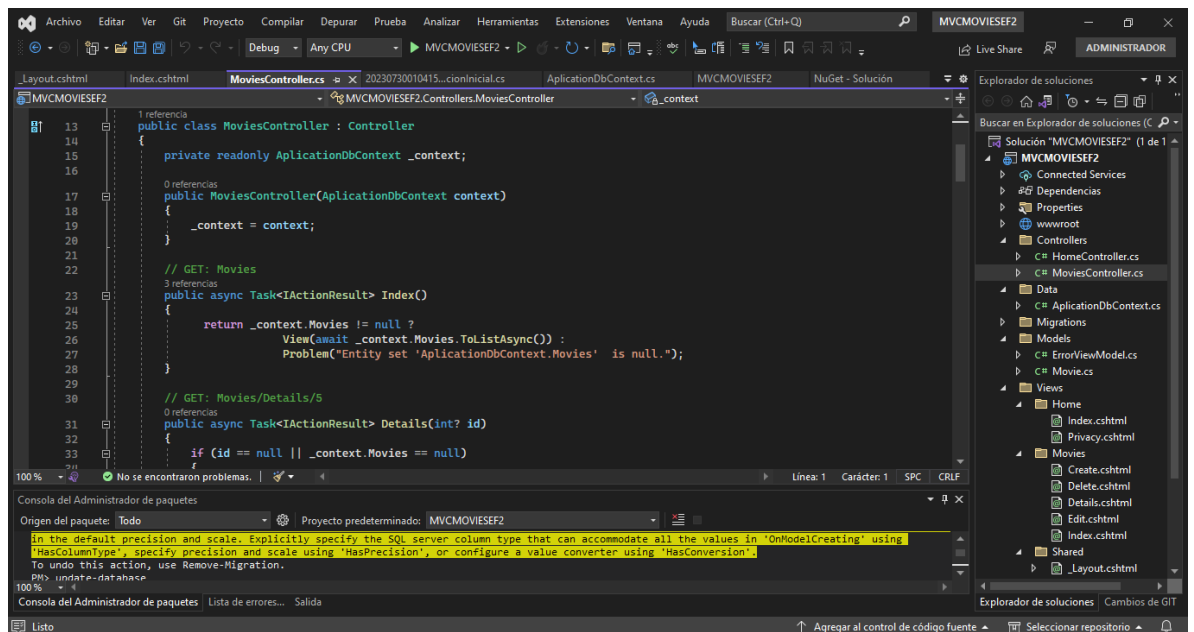 Archivo Editar Ver Git Proyecto Compilar Depurar Prueba Analizar Herramientas Extensiones Ventana Ayuda Buscar (Ctrl+Q) MVCMOVIESEF2
Debug Any CPU MVCMOVIESEF2 Live Share ADMINISTRADOR
_Layout.cshtml Index.cshtml MoviesController.cs 20230730010415...cionInicial.cs AplicationDbContext.cs MVCMOVIESEF2 NuGet - Solución
MVCMOVIESEF2 MVCMOVIESEF2.Controllers.MoviesController _context
1 referencia
13 public class MoviesController : Controller
14 {
15 private readonly AplicationDbContext _context;
16
0 referencias
17 public MoviesController(AplicationDbContext context)
18 {
19 _context = context;
20 }
21
22 // GET: Movies
3 referencias
23 public async Task<IActionResult> Index()
24 {
25 return _context.Movies != null ?
26 View(await _context.Movies.ToListAsync()) :
27 Problem("Entity set 'AplicationDbContext.Movies'  is null.");
28 }
29
30 // GET: Movies/Details/5
0 referencias
31 public async Task<IActionResult> Details(int? id)
32 {
33 if (id == null || _context.Movies == null)
34 {
100 % No se encontraron problemas. Línea: 1 Carácter: 1 SPC CRLF
Consola del Administrador de paquetes
Origen del paquete: Todo Proyecto predeterminado: MVCMOVIESEF2
in the default precision and scale. Explicitly specify the SQL server column type that can accommodate all the values in 'OnModelCreating' using
'HasColumnType', specify precision and scale using 'HasPrecision', or configure a value converter using 'HasConversion'.
To undo this action, use Remove-Migration.
PM> update-database
100 %
Consola del Administrador de paquetes Lista de errores... Salida
Explorador de soluciones
Buscar en Explorador de soluciones (C
Solución "MVCMOVIESEF2" (1 de 1
MVCMOVIESEF2
Connected Services
Dependencias
Properties
wwwroot
Controllers
C# HomeController.cs
C# MoviesController.cs
Data
C# AplicationDbContext.cs
Migrations
Models
C# ErrorViewModel.cs
C# Movie.cs
Views
Home
Index.cshtml
Privacy.cshtml
Movies
Create.cshtml
Delete.cshtml
Details.cshtml
Edit.cshtml
Index.cshtml
Shared
_Layout.cshtml
Explorador de soluciones Cambios de GIT
Listo Agregar al control de código fuente Seleccionar repositorio